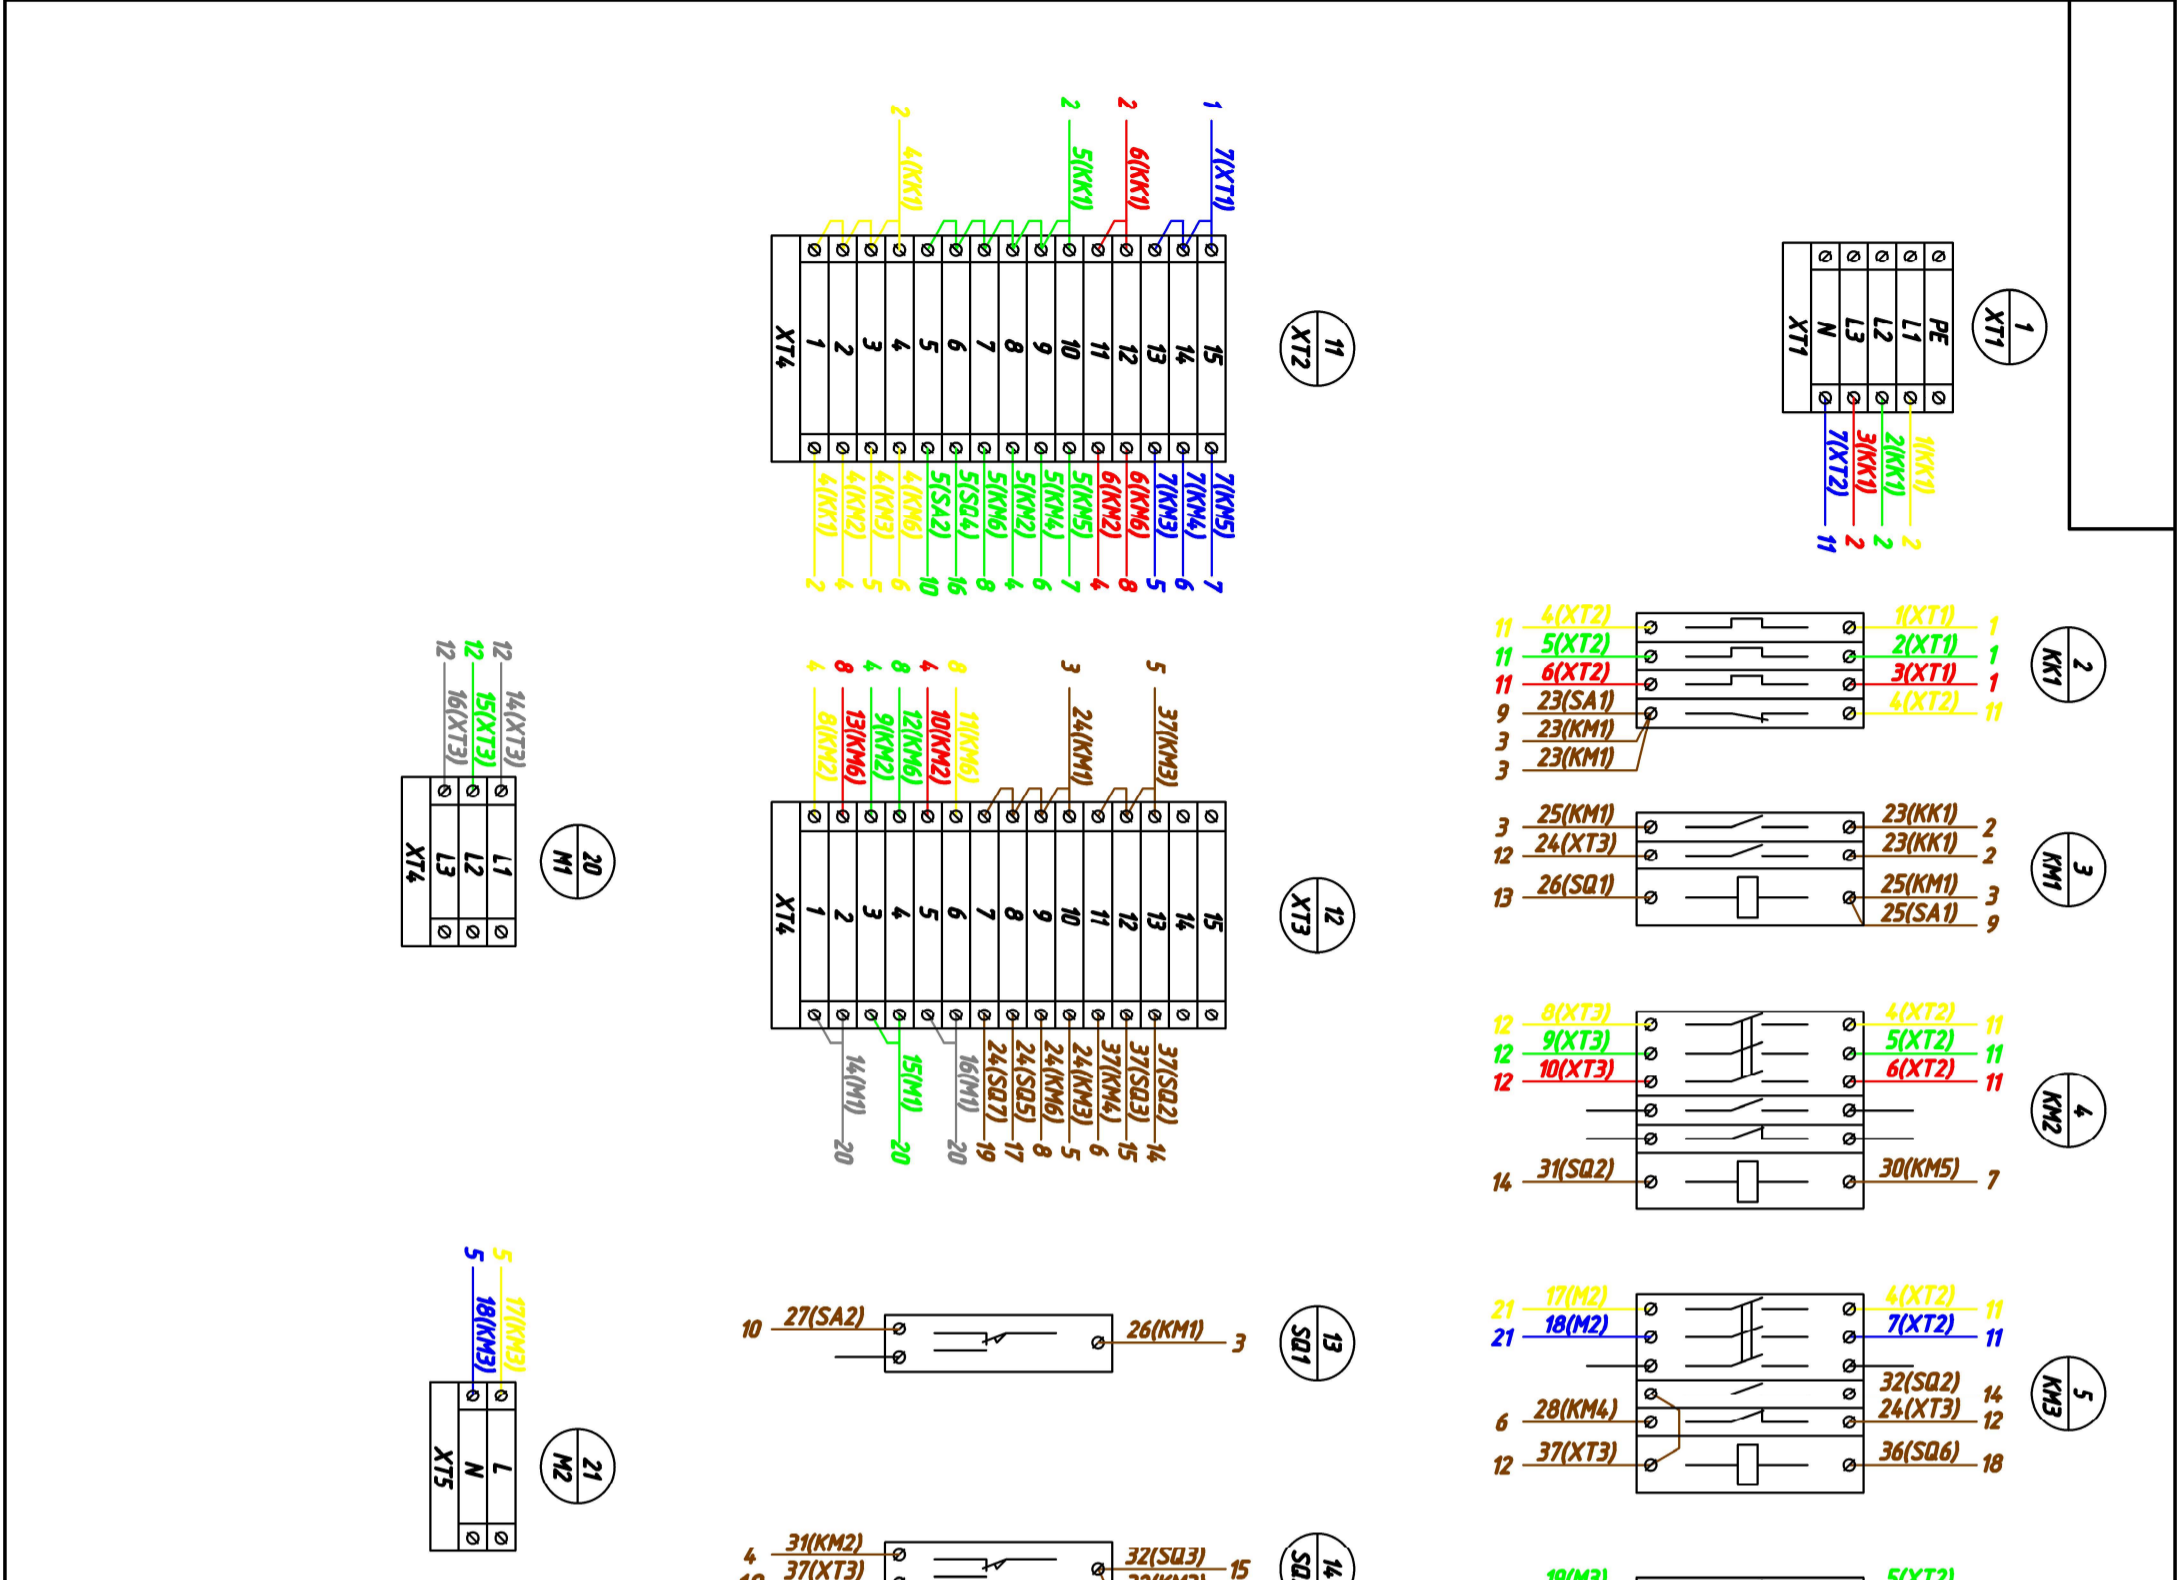 1
XT1
PE
L1
L2
L3
N
XT1
1(KK1)
2(KK1)
3(KK1)
7(XT2)
2
2
2
11
2
KK1
4(XT2)
5(XT2)
6(XT2)
23(SA1)
23(KM1)
23(KM1)
11
11
11
9
3
3
1(XT1)
2(XT1)
3(XT1)
4(XT2)
1
1
1
11
3
KM1
25(KM1)
24(XT3)
26(SQ1)
3
12
13
23(KK1)
23(KK1)
25(KM1)
25(SA1)
2
2
3
9
4
KM2
8(XT3)
9(XT3)
10(XT3)
31(SQ2)
12
12
12
14
4(XT2)
5(XT2)
6(XT2)
30(KM5)
11
11
11
7
5
KM3
17(M2)
18(M2)
28(KM4)
37(XT3)
21
21
6
12
4(XT2)
7(XT2)
32(SQ2)
24(XT3)
36(SQ6)
11
11
14
12
18
19(M3)
5(XT2)
11
XT2
2
2
2
1
4(KK1)
5(KK1)
6(KK1)
7(XT1)
XT4
1
2
3
4
5
6
7
8
9
10
11
12
13
14
15
4(KK1)
4(KM2)
4(KM3)
4(KM6)
5(SA2)
5(SQ4)
5(KM6)
5(KM2)
5(KM4)
5(KM5)
6(KM2)
6(KM6)
7(KM3)
7(KM4)
7(KM5)
2
4
5
6
10
16
8
4
6
7
4
8
5
6
7
12
XT3
4
8
4
8
4
8
3
5
8(KM2)
13(KM6)
9(KM2)
12(KM6)
10(KM2)
11(KM6)
24(KM1)
37(KM3)
XT4
1
2
3
4
5
6
7
8
9
10
11
12
13
14
15
14(M1)
15(M1)
16(M1)
24(SQ7)
24(SQ5)
24(KM6)
24(KM3)
37(KM4)
37(SQ3)
37(SQ2)
20
20
20
19
17
8
5
6
15
14
13
SQ1
10
27(SA2)
26(KM1)
3
14
4
31(KM2)
37(XT3)
32(SQ3)
15
20
M1
12
12
12
16(XT3)
15(XT3)
14(XT3)
XT4
L3
L2
L1
21
M2
5
5
18(KM3)
17(KM3)
XT5
N
L